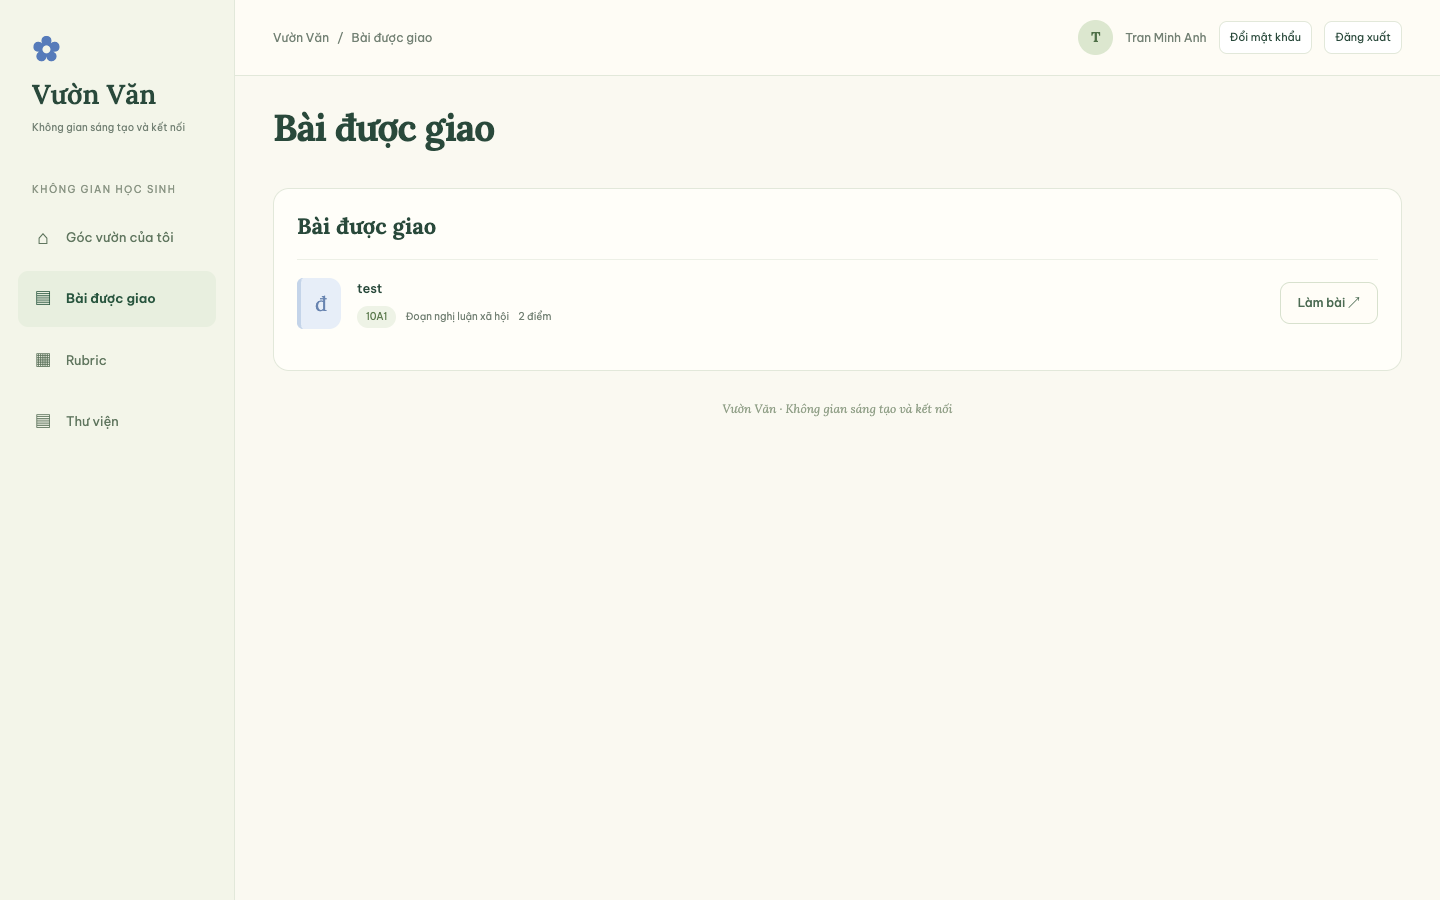 Vườn Văn
Không gian sáng tạo và kết nối
KHÔNG GIAN HỌC SINH
Góc vườn của tôi
Bài được giao
Rubric
Thư viện
Vườn Văn / Bài được giao
T
Tran Minh Anh
Đổi mật khẩu
Đăng xuất
Bài được giao
Bài được giao
đ
test
10A1 Đoạn nghị luận xã hội 2 điểm
Làm bài ↗
Vườn Văn · Không gian sáng tạo và kết nối